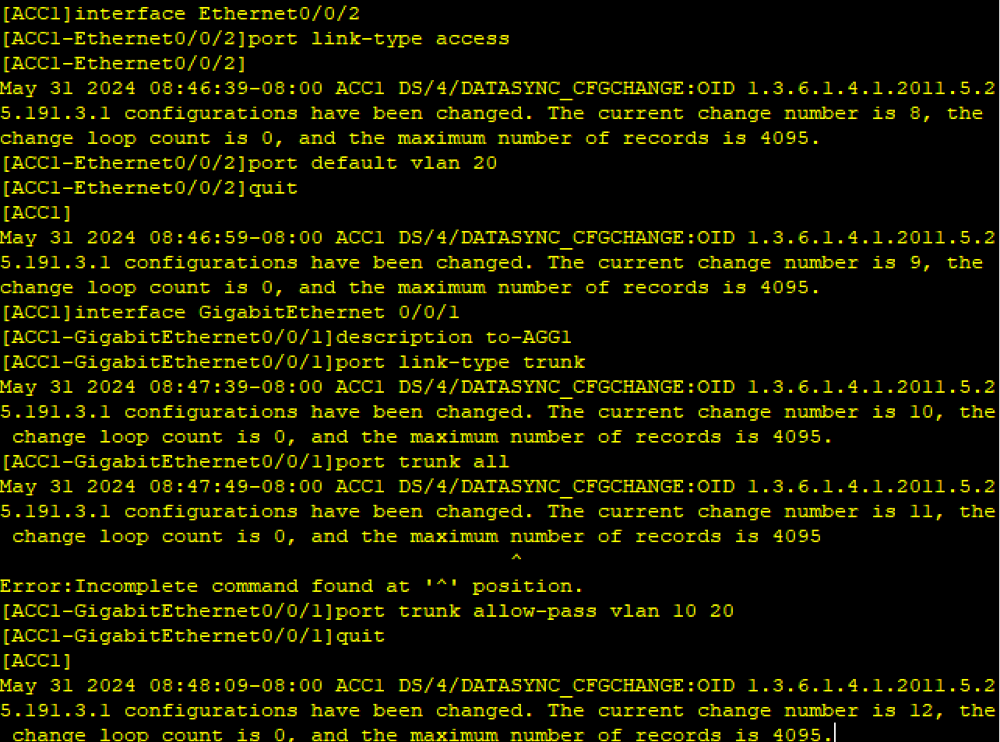 [ACC1]interface Ethernet0/0/2
[ACC1-Ethernet0/0/2]port link-type access
[ACC1-Ethernet0/0/2]
May 31 2024 08:46:39-08:00 ACC1 DS/4/DATASYNC_CFGCHANGE:OID 1.3.6.1.4.1.2011.5.2
5.191.3.1 configurations have been changed. The current change number is 8, the
change loop count is 0, and the maximum number of records is 4095.
[ACC1-Ethernet0/0/2]port default vlan 20
[ACC1-Ethernet0/0/2]quit
[ACC1]
May 31 2024 08:46:59-08:00 ACC1 DS/4/DATASYNC_CFGCHANGE:OID 1.3.6.1.4.1.2011.5.2
5.191.3.1 configurations have been changed. The current change number is 9, the
change loop count is 0, and the maximum number of records is 4095.
[ACC1]interface GigabitEthernet 0/0/1
[ACC1-GigabitEthernet0/0/1]description to-AGG1
[ACC1-GigabitEthernet0/0/1]port link-type trunk
May 31 2024 08:47:39-08:00 ACC1 DS/4/DATASYNC_CFGCHANGE:OID 1.3.6.1.4.1.2011.5.2
5.191.3.1 configurations have been changed. The current change number is 10, the
 change loop count is 0, and the maximum number of records is 4095.
[ACC1-GigabitEthernet0/0/1]port trunk all
May 31 2024 08:47:49-08:00 ACC1 DS/4/DATASYNC_CFGCHANGE:OID 1.3.6.1.4.1.2011.5.2
5.191.3.1 configurations have been changed. The current change number is 11, the
 change loop count is 0, and the maximum number of records is 4095
                                         ^
Error:Incomplete command found at '^' position.
[ACC1-GigabitEthernet0/0/1]port trunk allow-pass vlan 10 20
[ACC1-GigabitEthernet0/0/1]quit
[ACC1]
May 31 2024 08:48:09-08:00 ACC1 DS/4/DATASYNC_CFGCHANGE:OID 1.3.6.1.4.1.2011.5.2
5.191.3.1 configurations have been changed. The current change number is 12, the
 change loop count is 0, and the maximum number of records is 4095.